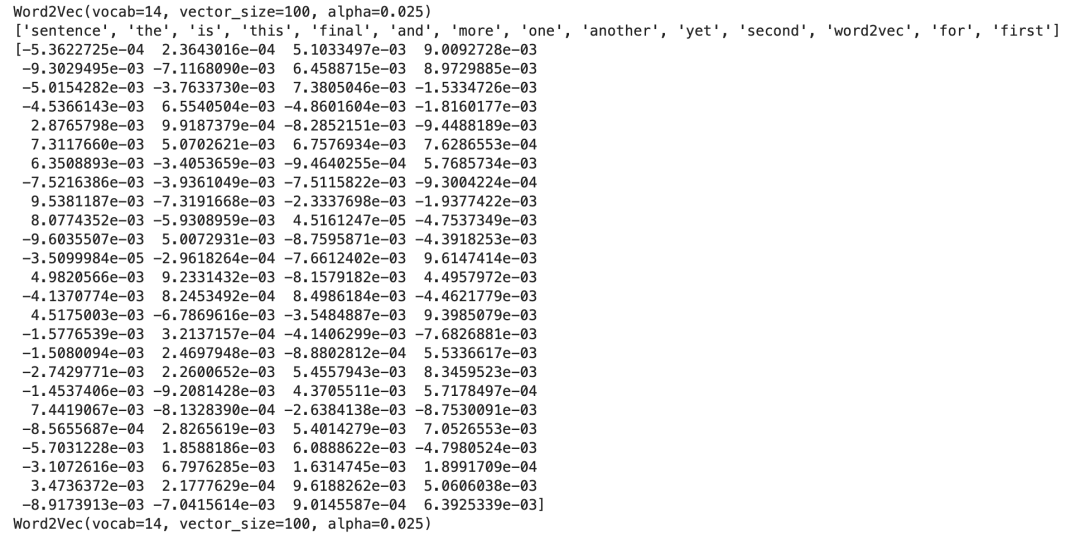 Word2Vec(vocab=14, vector_size=100, alpha=0.025)
['sentence', 'the', 'is', 'this', 'final', 'and', 'more', 'one', 'another', 'yet', 'second', 'word2vec', 'for', 'first']
[-5.3622725e-04  2.3643016e-04  5.1033497e-03  9.0092728e-03
 -9.3029495e-03 -7.1168090e-03  6.4588715e-03  8.9729885e-03
 -5.0154282e-03 -3.7633730e-03  7.3805046e-03 -1.5334726e-03
 -4.5366143e-03  6.5540504e-03 -4.8601604e-03 -1.8160177e-03
  2.8765798e-03  9.9187379e-04 -8.2852151e-03 -9.4488189e-03
  7.3117660e-03  5.0702621e-03  6.7576934e-03  7.6286553e-04
  6.3508893e-03 -3.4053659e-03 -9.4640255e-04  5.7685734e-03
 -7.5216386e-03 -3.9361049e-03 -7.5115822e-03 -9.3004224e-04
  9.5381187e-03 -7.3191668e-03 -2.3337698e-03 -1.9377422e-03
  8.0774352e-03 -5.9308959e-03  4.5161247e-05 -4.7537349e-03
 -9.6035507e-03  5.0072931e-03 -8.7595871e-03 -4.3918253e-03
 -3.5099984e-05 -2.9618264e-04 -7.6612402e-03  9.6147414e-03
  4.9820566e-03  9.2331432e-03 -8.1579182e-03  4.4957972e-03
 -4.1370774e-03  8.2453492e-04  8.4986184e-03 -4.4621779e-03
  4.5175003e-03 -6.7869616e-03 -3.5484887e-03  9.3985079e-03
 -1.5776539e-03  3.2137157e-04 -4.1406299e-03 -7.6826881e-03
 -1.5080094e-03  2.4697948e-03 -8.8802812e-04  5.5336617e-03
 -2.7429771e-03  2.2600652e-03  5.4557943e-03  8.3459523e-03
 -1.4537406e-03 -9.2081428e-03  4.3705511e-03  5.7178497e-04
  7.4419067e-03 -8.1328390e-04 -2.6384138e-03 -8.7530091e-03
 -8.5655687e-04  2.8265619e-03  5.4014279e-03  7.0526553e-03
 -5.7031228e-03  1.8588186e-03  6.0888622e-03 -4.7980524e-03
 -3.1072616e-03  6.7976285e-03  1.6314745e-03  1.8991709e-04
  3.4736372e-03  2.1777629e-04  9.6188262e-03  5.0606038e-03
 -8.9173913e-03 -7.0415614e-03  9.0145587e-04  6.3925339e-03]
Word2Vec(vocab=14, vector_size=100, alpha=0.025)